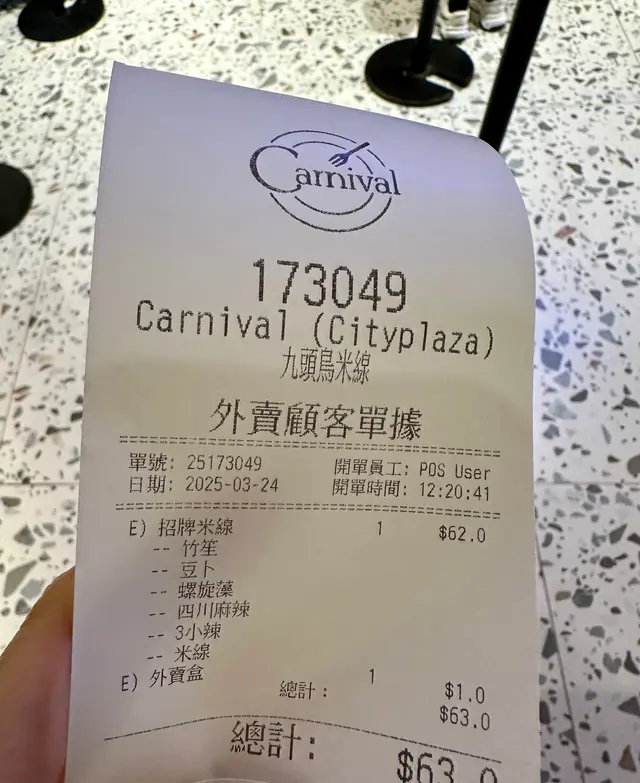 Carnival
173049
Carnival (Cityplaza)
九頭鳥米線
外賣顧客單據
單號: 25173049 開單員工: POS User
日期: 2025-03-24 開單時間: 12:20:41
E) 招牌米線 1 $62.0
-- 竹笙
-- 豆卜
-- 螺旋藻
-- 四川麻辣
-- 3小辣
-- 米線
E) 外賣盒 1 $1.0
總計: $63.0
總計: $63.0